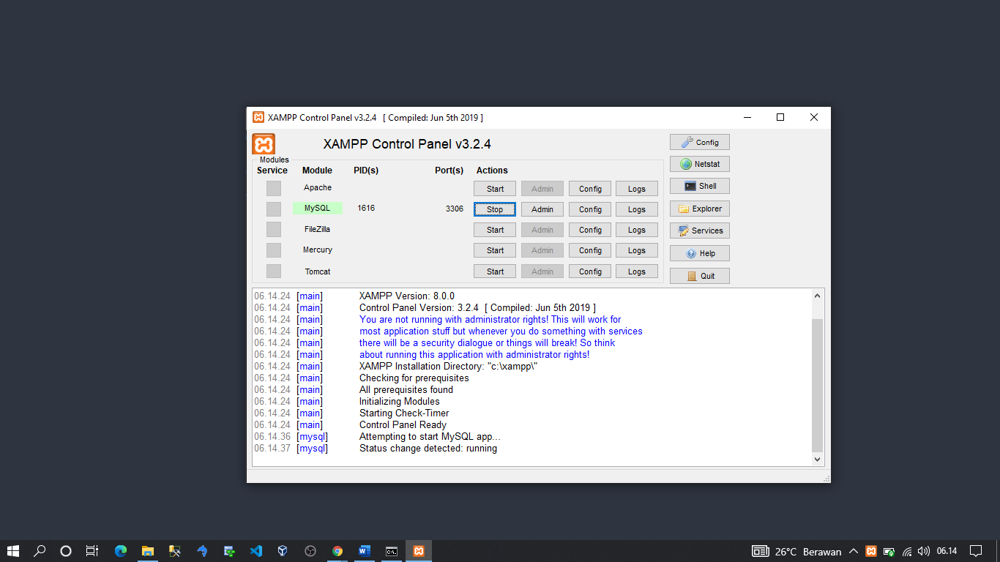 XAMPP Control Panel v3.2.4 [ Compiled: Jun 5th 2019 ]
XAMPP Control Panel v3.2.4
Config
Modules
Service Module PID(s) Port(s) Actions
Netstat
Apache Start Admin Config Logs
Shell
MySQL 1616 3306 Stop Admin Config Logs
Explorer
FileZilla Start Admin Config Logs
Services
Mercury Start Admin Config Logs
Help
Tomcat Start Admin Config Logs
Quit
06.14.24 [main] XAMPP Version: 8.0.0
06.14.24 [main] Control Panel Version: 3.2.4 [ Compiled: Jun 5th 2019 ]
06.14.24 [main] You are not running with administrator rights! This will work for
06.14.24 [main] most application stuff but whenever you do something with services
06.14.24 [main] there will be a security dialogue or things will break! So think
06.14.24 [main] about running this application with administrator rights!
06.14.24 [main] XAMPP Installation Directory: "c:\xampp\"
06.14.24 [main] Checking for prerequisites
06.14.24 [main] All prerequisites found
06.14.24 [main] Initializing Modules
06.14.24 [main] Starting Check-Timer
06.14.24 [main] Control Panel Ready
06.14.36 [mysql] Attempting to start MySQL app...
06.14.37 [mysql] Status change detected: running
26°C Berawan 06.14